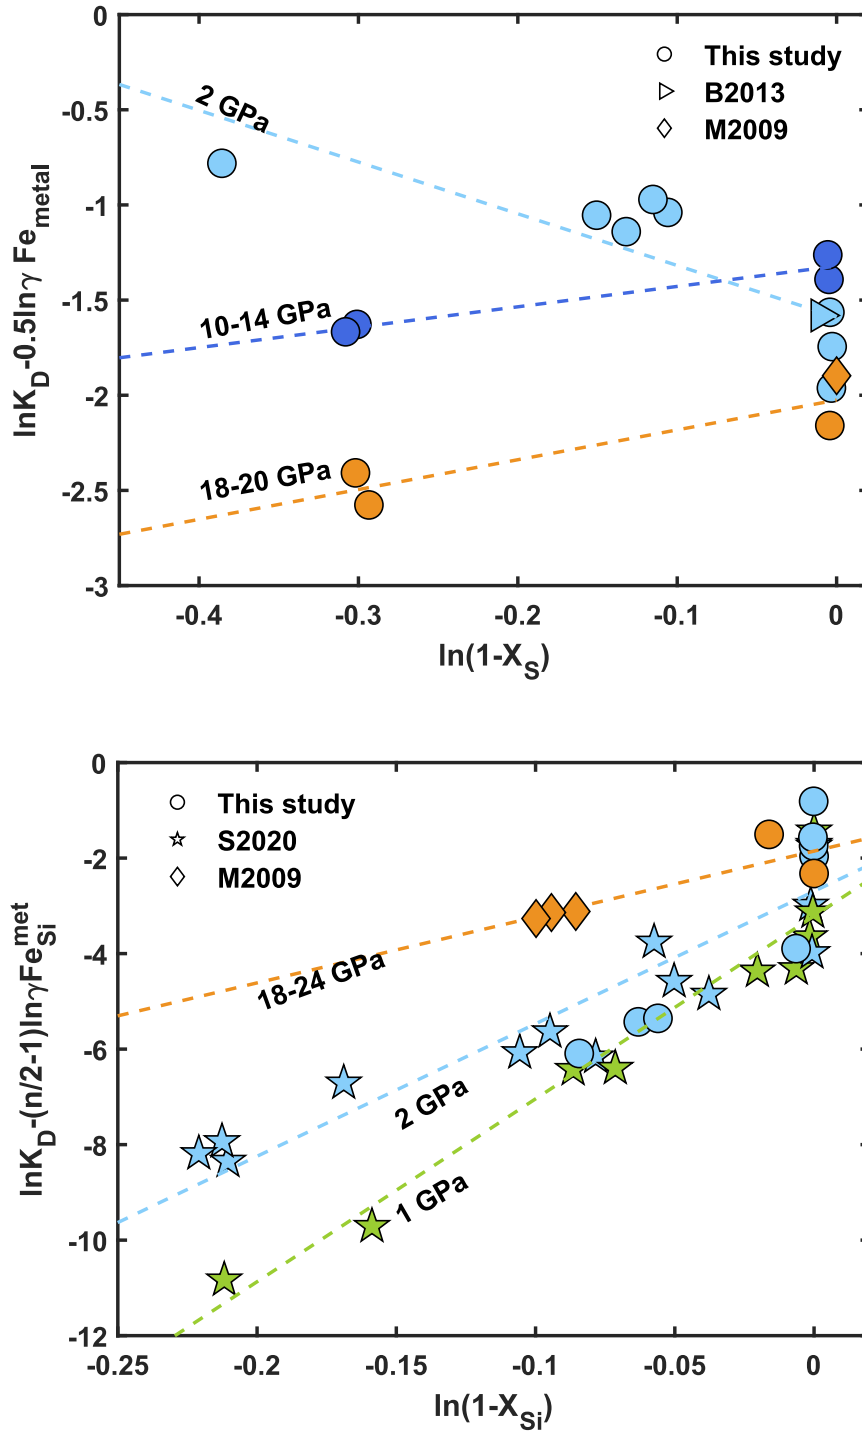 0
-0.5
-1
-1.5
-2
-2.5
-3
lnK_D-0.5lnγ Fe_metal
This study
B2013
M2009
2 GPa
10-14 GPa
18-20 GPa
-0.4 -0.3 -0.2 -0.1 0
ln(1-X_S)
0
-2
-4
-6
-8
-10
-12
lnK_D-(n/2-1)lnγFe_Si^met
This study
S2020
M2009
18-24 GPa
2 GPa
1 GPa
-0.25 -0.2 -0.15 -0.1 -0.05 0
ln(1-X_Si)